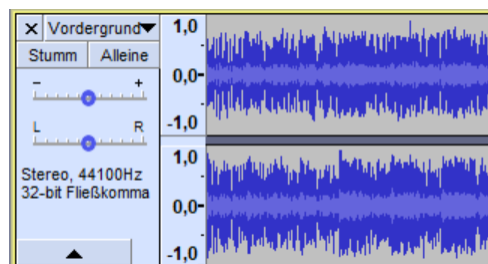 Vordergrund
Stumm Alleine
- +
L R
Stereo, 44100Hz
32-bit Fließkomma
1,0
0,0-
-1,0
1,0
0,0-
-1,0